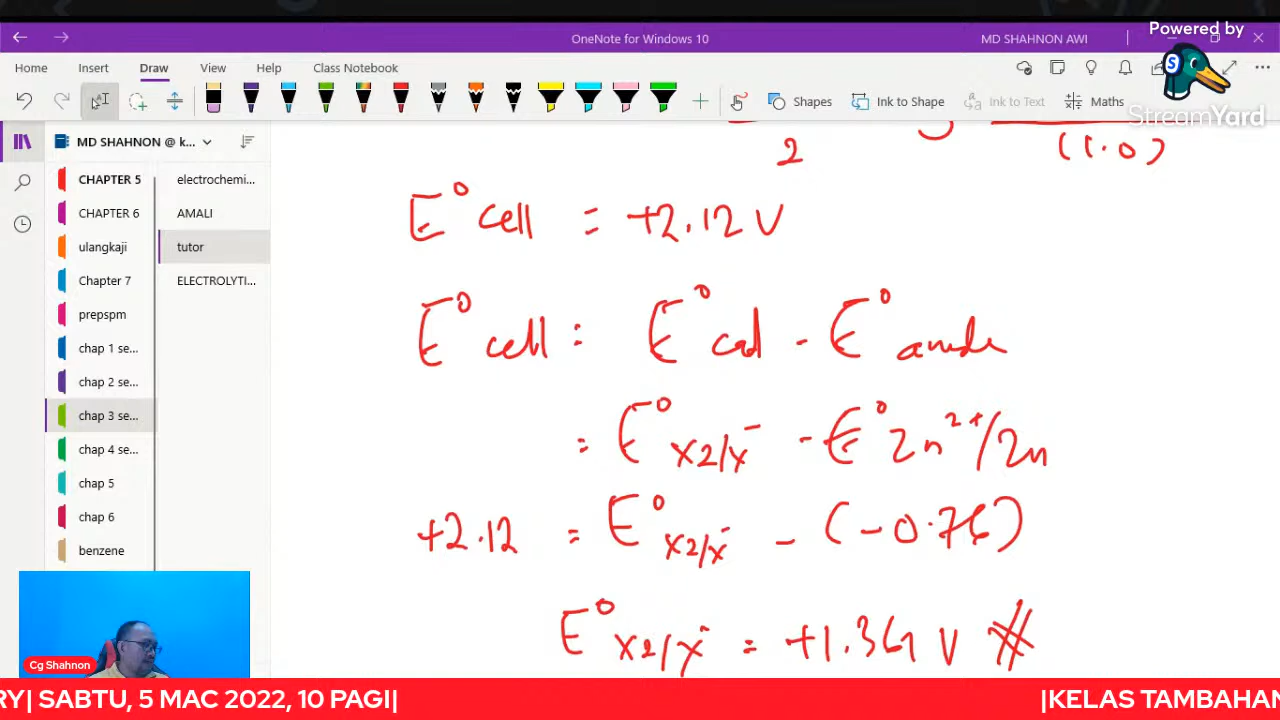 Powered by
OneNote for Windows 10
MD SHAHNON AWI
StreamYard
Home Insert Draw View Help Class Notebook
Shapes Ink to Shape Ink to Text Maths
MD SHAHNON @ k...
CHAPTER 5
CHAPTER 6
ulangkaji
Chapter 7
prepspm
chap 1 se...
chap 2 se...
chap 3 se...
chap 4 se...
chap 5
chap 6
benzene
electrochemi...
AMALI
tutor
ELECTROLYTI...
2 (1.0)
E° cell = +2.12 V
E° cell = E° cad - E° anode
= E° X2/X⁻ - E° Zn²⁺/Zn
+2.12 = E° X2/X⁻ - (-0.76)
E° X2/X⁻ = +1.361 V
Cg Shahnon
RY| SABTU, 5 MAC 2022, 10 PAGI| |KELAS TAMBAHAN